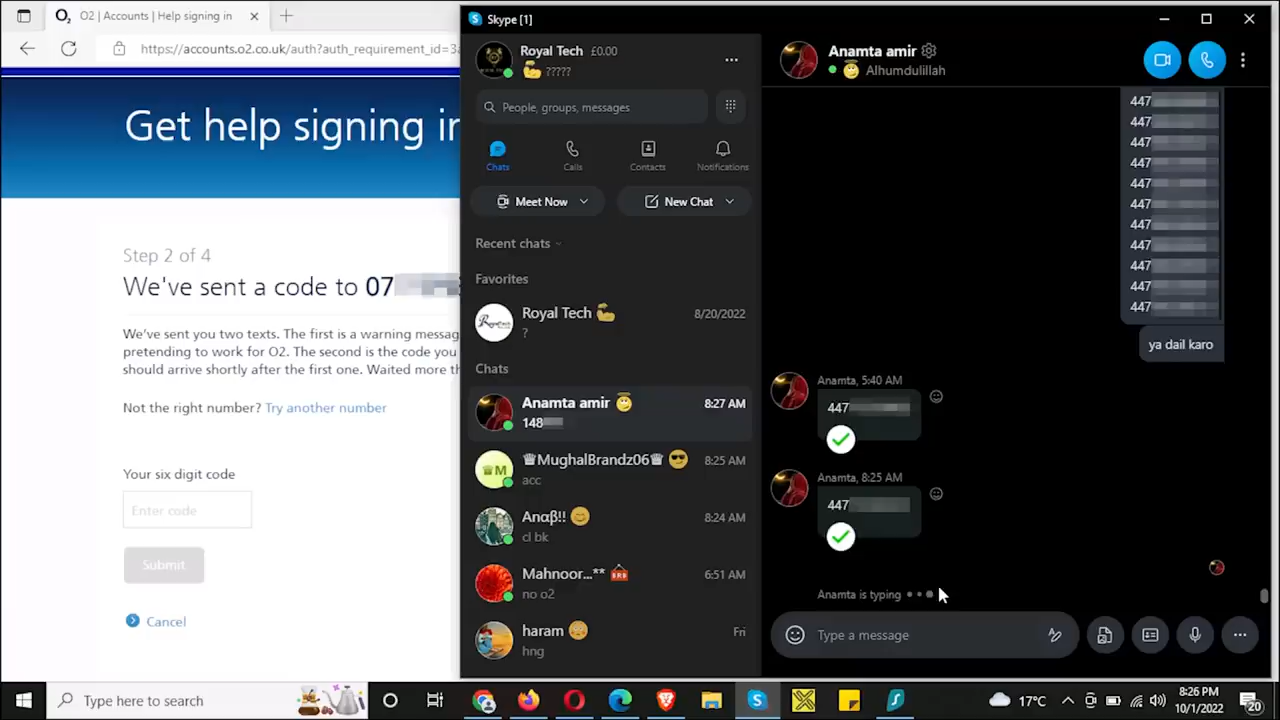 O2 | Accounts | Help signing in
https://accounts.o2.co.uk/auth?auth_requirement_id=3
Get help signing in
Step 2 of 4
We've sent a code to 07
We've sent you two texts. The first is a warning messag
pretending to work for O2. The second is the code you
should arrive shortly after the first one. Waited more th
Not the right number? Try another number
Your six digit code
Enter code
Submit
Cancel
Skype [1]
Royal Tech £0.00
?????
People, groups, messages
Chats
Calls
Contacts
Notifications
Meet Now
New Chat
Recent chats
Favorites
Royal Tech 8/20/2022
?
Chats
Anamta amir 8:27 AM
148
♕MughalBrandz06♕ 8:25 AM
acc
Anαβ!! 8:24 AM
cl bk
Mahnoor...** 6:51 AM
no o2
haram Fri
hng
Anamta amir
Alhumdulillah
447
447
447
447
447
447
447
447
447
447
447
ya dail karo
Anamta, 5:40 AM
447
Anamta, 8:25 AM
447
Anamta is typing
Type a message
Type here to search
17°C
8:26 PM
10/1/2022
20